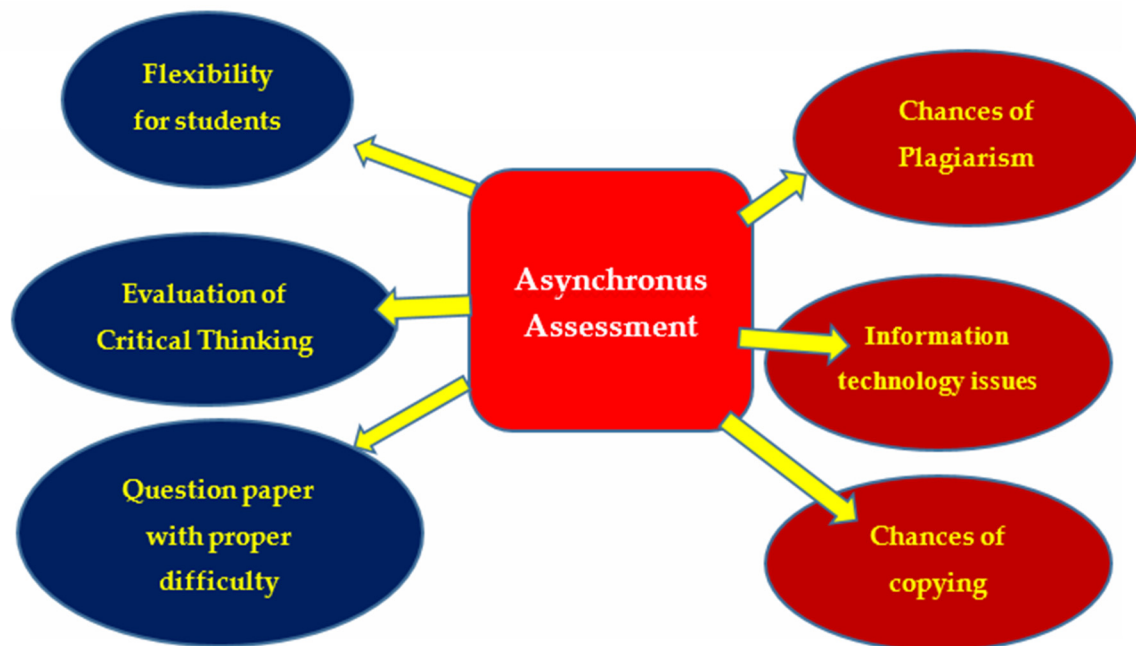 Flexibility
for students
Evaluation of
Critical Thinking
Question paper
with proper
difficulty
Asynchronus
Assessment
Chances of
Plagiarism
Information
technology issues
Chances of
copying